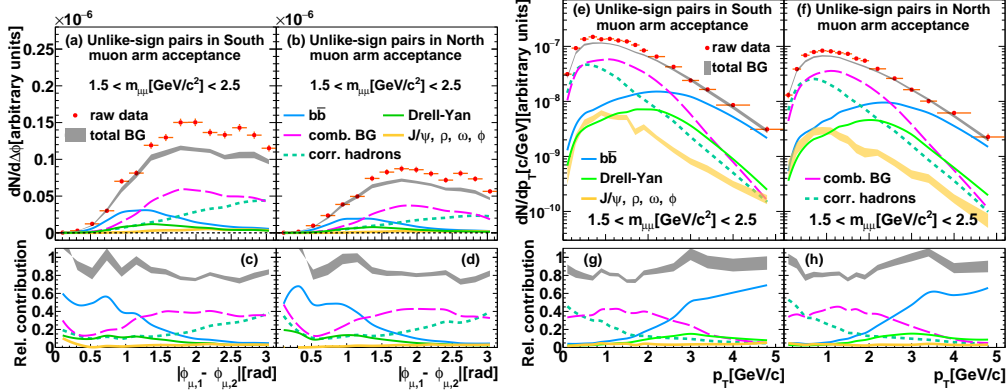 ×10⁻⁶
×10⁻⁶
(a) Unlike-sign pairs in South
muon arm acceptance
1.5 < m_μμ[GeV/c²] < 2.5
raw data
total BG
(b) Unlike-sign pairs in North
muon arm acceptance
1.5 < m_μμ[GeV/c²] < 2.5
bb̄
comb. BG
Drell-Yan
J/ψ, ρ, ω, φ
corr. hadrons
dN/dΔϕ[arbitrary units]
0.25
0.2
0.15
0.1
0.05
0
(c)
(d)
Rel. contribution
1
0.8
0.6
0.4
0.2
0
0 0.5 1 1.5 2 2.5 3
0.5 1 1.5 2 2.5 3
|ϕ_μ,1 - ϕ_μ,2|[rad]
|ϕ_μ,1 - ϕ_μ,2|[rad]
(e) Unlike-sign pairs in South
muon arm acceptance
raw data
total BG
bb̄
Drell-Yan
J/ψ, ρ, ω, φ
1.5 < m_μμ[GeV/c²] < 2.5
(f) Unlike-sign pairs in North
muon arm acceptance
comb. BG
corr. hadrons
1.5 < m_μμ[GeV/c²] < 2.5
dN/dp_T[c/GeV][arbitrary units]
10⁻⁷
10⁻⁸
10⁻⁹
10⁻¹⁰
(g)
(h)
Rel. contribution
1
0.8
0.6
0.4
0.2
0
0 1 2 3 4 5
0 1 2 3 4 5
p_T[GeV/c]
p_T[GeV/c]